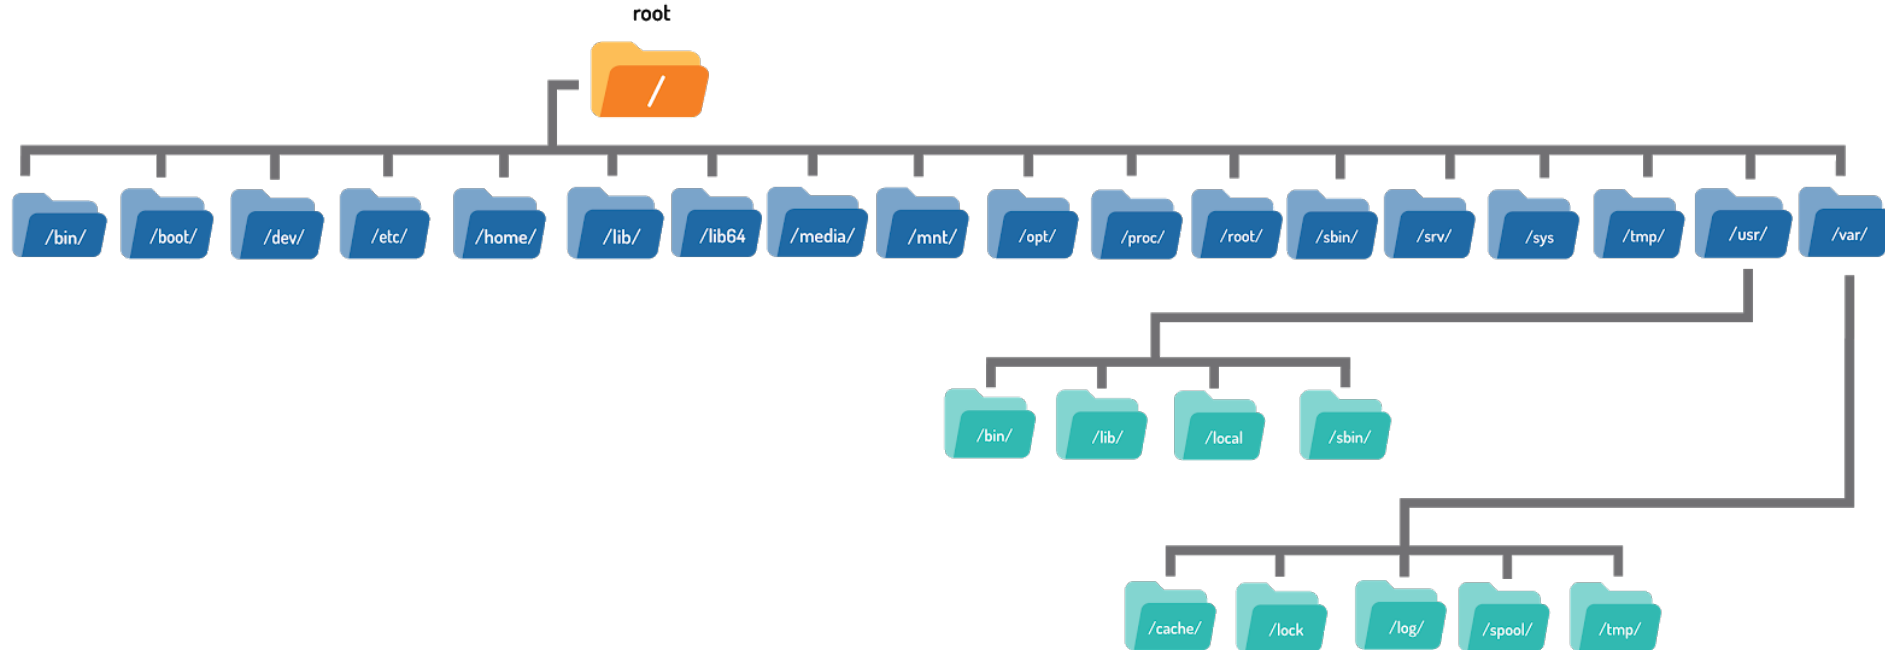 root
/
/bin/
/boot/
/dev/
/etc/
/home/
/lib/
/lib64
/media/
/mnt/
/opt/
/proc/
/root/
/sbin/
/srv/
/sys
/tmp/
/usr/
/var/
/bin/
/lib/
/local
/sbin/
/cache/
/lock
/log/
/spool/
/tmp/